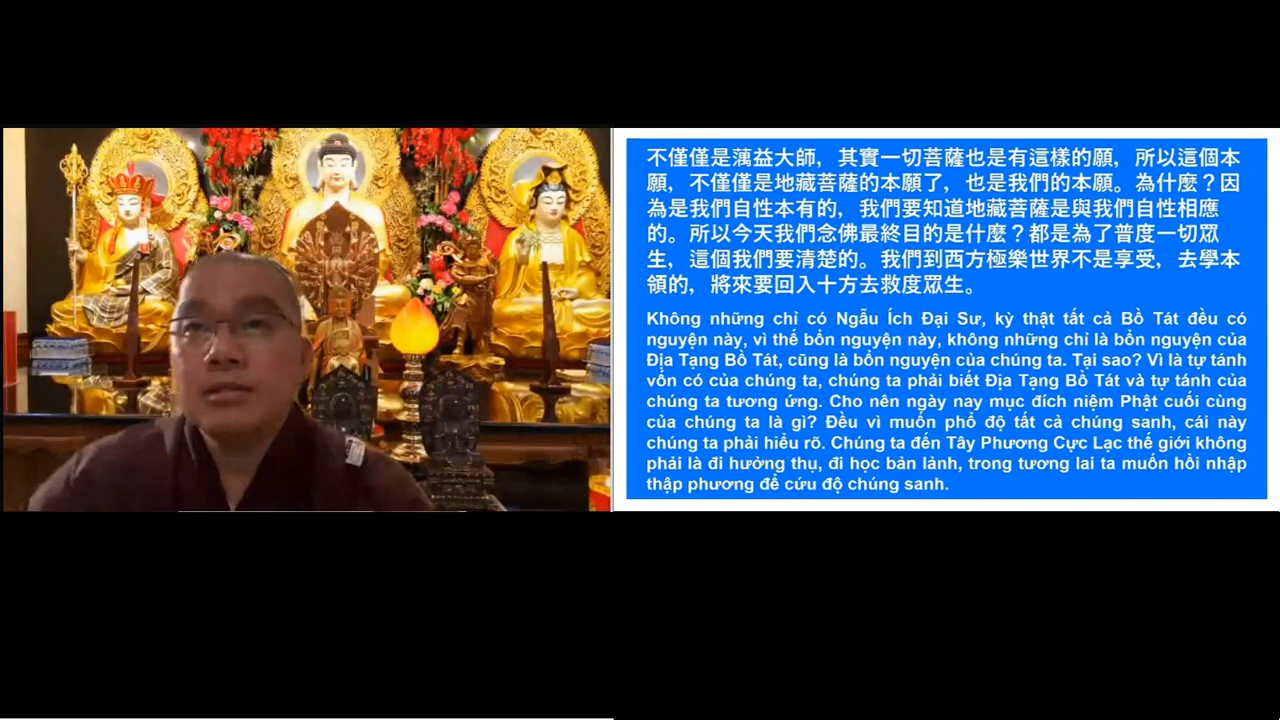 不僅僅是蕅益大師，其實一切菩薩也是有這樣的願，所以這個本
願，不僅僅是地藏菩薩的本願了，也是我們的本願。為什麼？因
為是我們自性本有的，我們要知道地藏菩薩是與我們自性相應
的。所以今天我們念佛最終目的是什麼？都是為了普度一切眾
生，這個我們要清楚的。我們到西方極樂世界不是享受，去學本
領的，將來要回入十方去救度眾生。
Không những chỉ có Ngẫu Ích Đại Sư, kỳ thật tất cả Bồ Tát đều có
nguyện này, vì thế bổn nguyện này, không những chỉ là bổn nguyện của
Địa Tạng Bồ Tát, cũng là bổn nguyện của chúng ta. Tại sao? Vì là tự tánh
vốn có của chúng ta, chúng ta phải biết Địa Tạng Bồ Tát và tự tánh của
chúng ta tương ứng. Cho nên ngày nay mục đích niệm Phật cuối cùng
của chúng ta là gì? Đều vì muốn phổ độ tất cả chúng sanh, cái này
chúng ta phải hiểu rõ. Chúng ta đến Tây Phương Cực Lạc thế giới không
phải là đi hưởng thụ, đi học bản lảnh, trong tương lai ta muốn hồi nhập
thập phương để cứu độ chúng sanh.